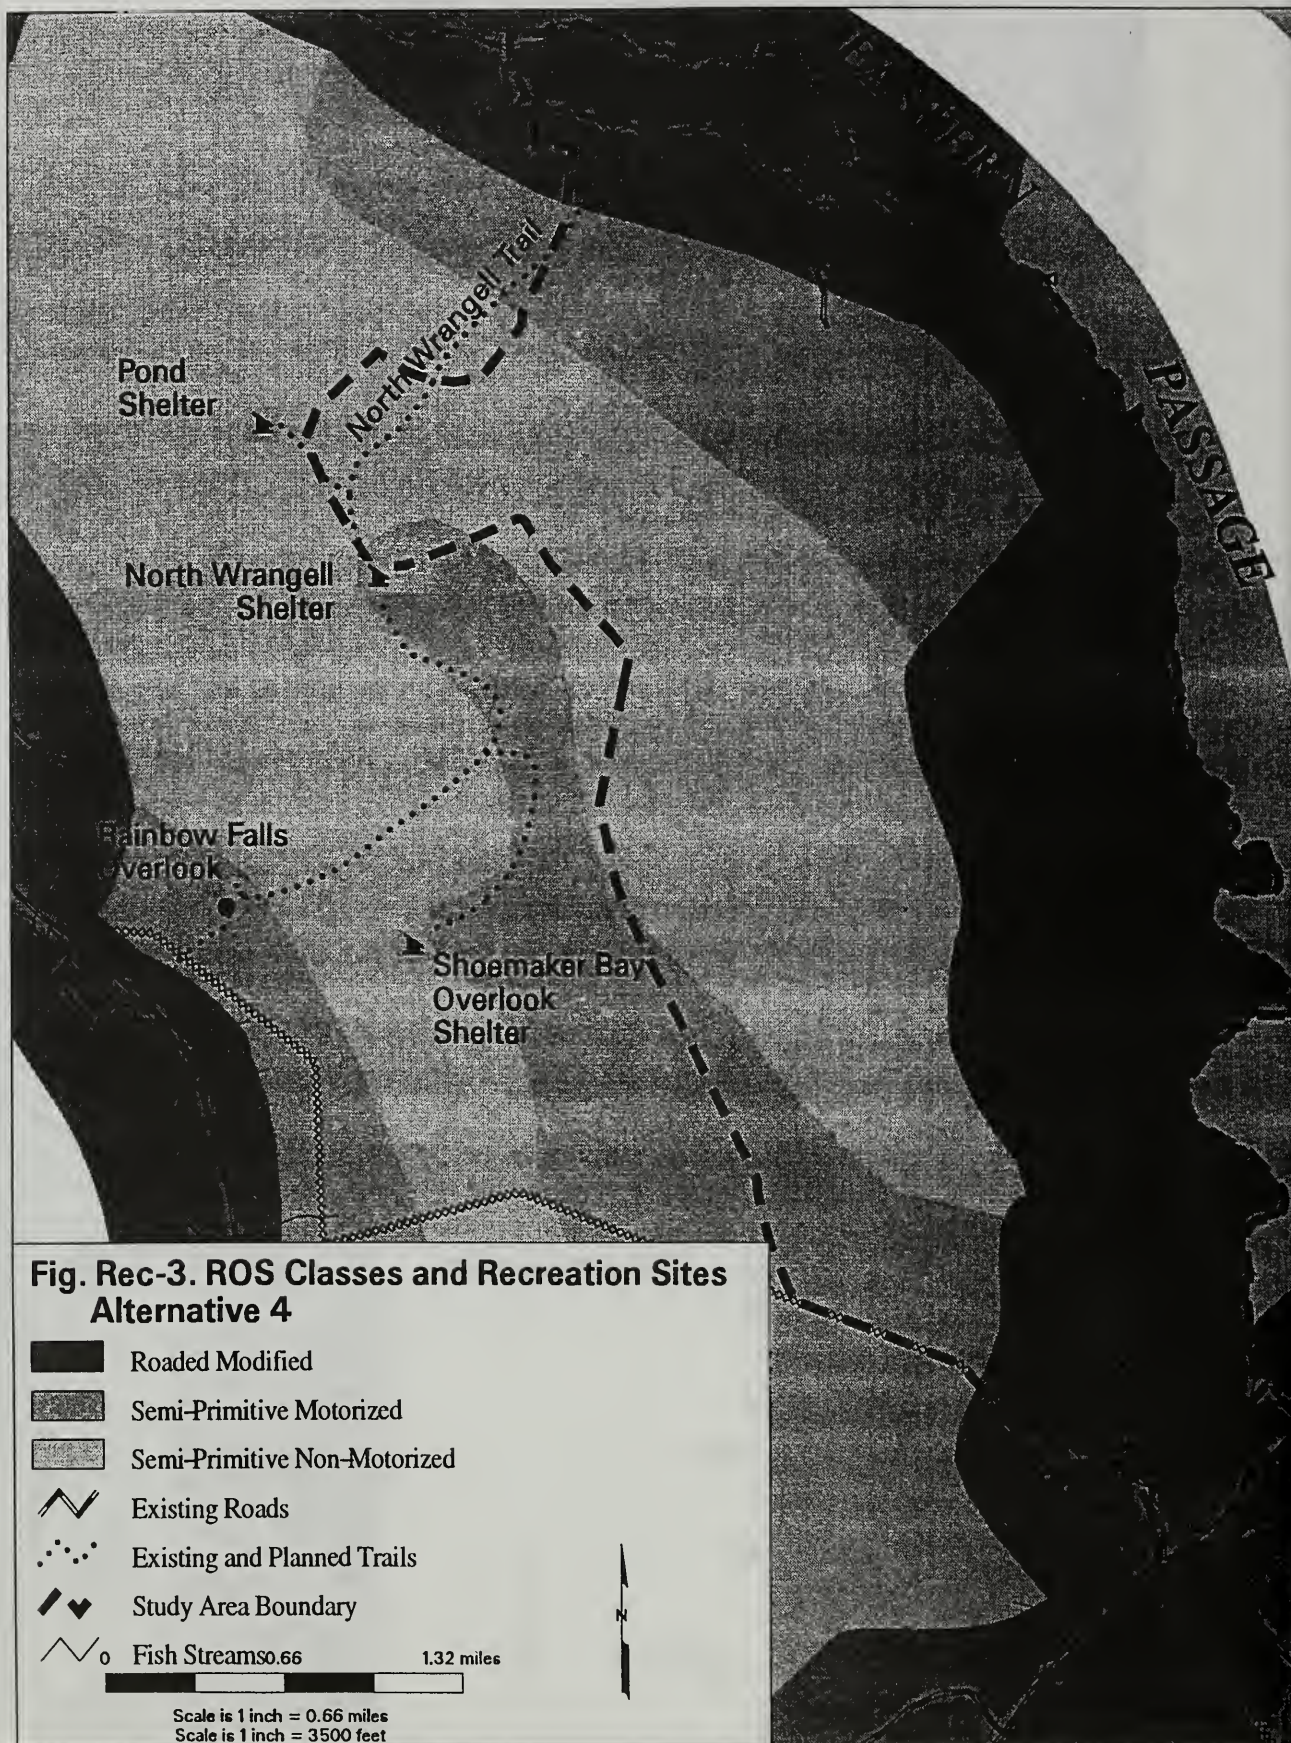 EASTERN
PASSAGE
North Wrangell Trail
Pond
Shelter
North Wrangell
Shelter
Rainbow Falls
Overlook
Shoemaker Bay
Overlook
Shelter
Fig. Rec-3. ROS Classes and Recreation Sites
Alternative 4
Roaded Modified
Semi-Primitive Motorized
Semi-Primitive Non-Motorized
Existing Roads
Existing and Planned Trails
Study Area Boundary
Fish Streams
0 0.66 1.32 miles
N
Scale is 1 inch = 0.66 miles
Scale is 1 inch = 3500 feet